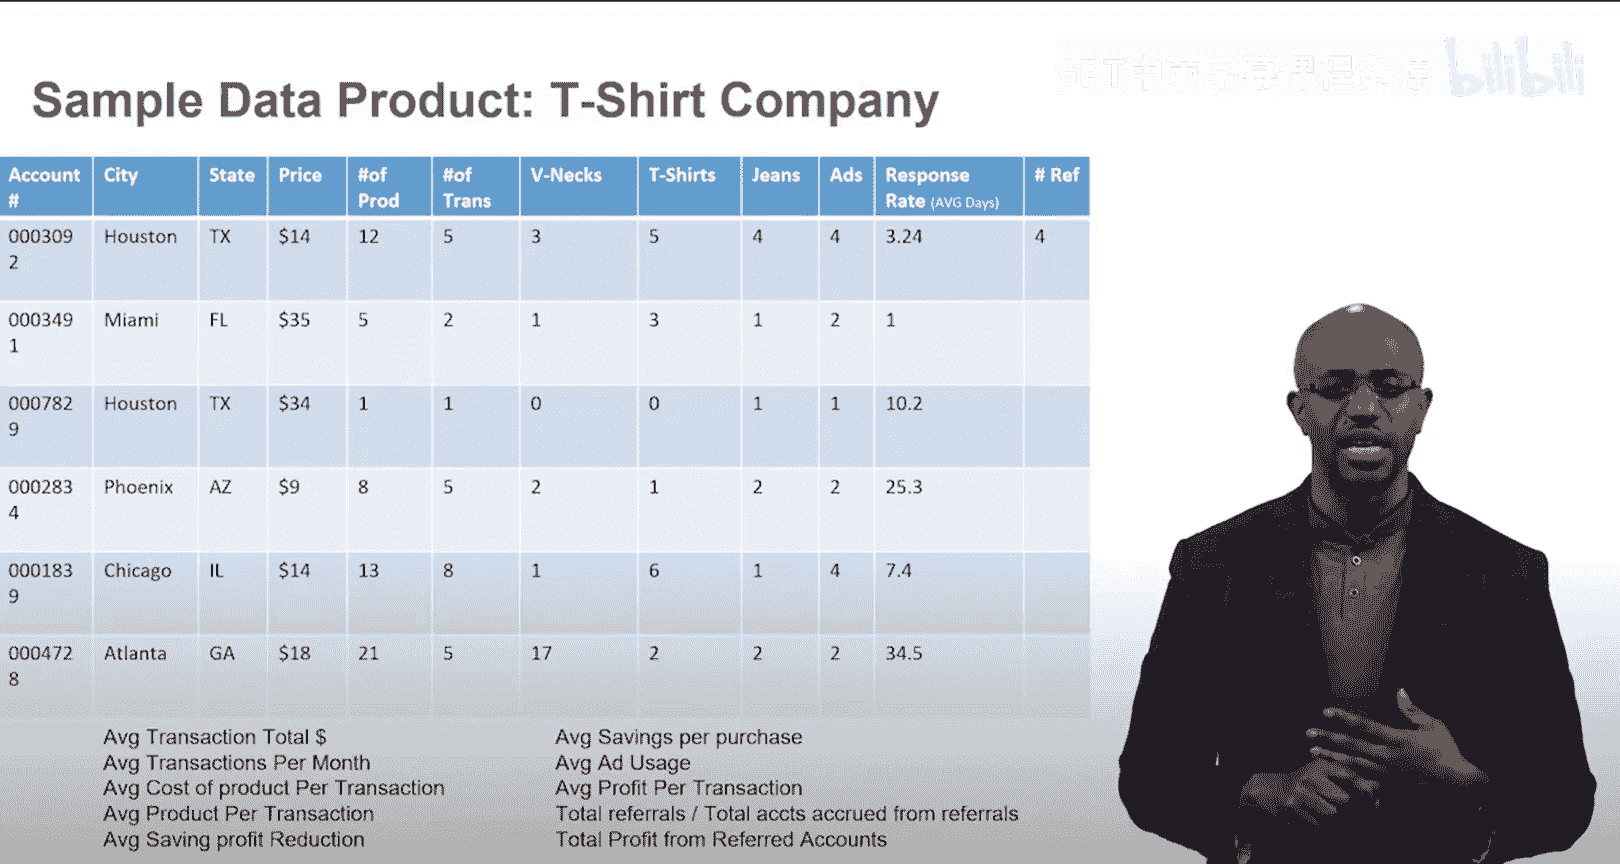 bilibili
Sample Data Product: T-Shirt Company
Account # City State Price #of Prod #of Trans V-Necks T-Shirts Jeans Ads Response Rate (AVG Days) # Ref
0003092 Houston TX $14 12 5 3 5 4 4 3.24 4
0003491 Miami FL $35 5 2 1 3 1 2 1
0007829 Houston TX $34 1 1 0 0 1 1 10.2
0002834 Phoenix AZ $9 8 5 2 1 2 2 25.3
0001839 Chicago IL $14 13 8 1 6 1 4 7.4
0004728 Atlanta GA $18 21 5 17 2 2 2 34.5
Avg Transaction Total $
Avg Transactions Per Month
Avg Cost of product Per Transaction
Avg Product Per Transaction
Avg Saving profit Reduction
Avg Savings per purchase
Avg Ad Usage
Avg Profit Per Transaction
Total referrals / Total accts accrued from referrals
Total Profit from Referred Accounts